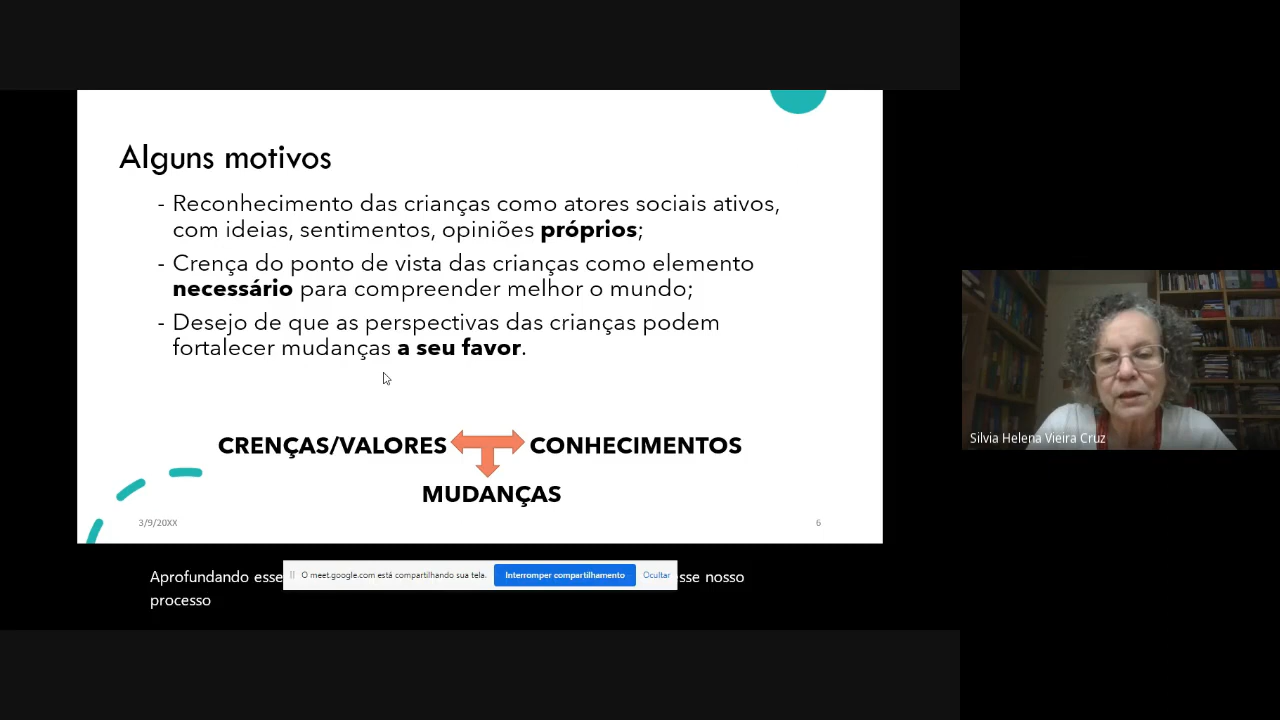 Alguns motivos
- Reconhecimento das crianças como atores sociais ativos,
com ideias, sentimentos, opiniões próprios;
- Crença do ponto de vista das crianças como elemento
necessário para compreender melhor o mundo;
- Desejo de que as perspectivas das crianças podem
fortalecer mudanças a seu favor.
CRENÇAS/VALORES CONHECIMENTOS
MUDANÇAS
3/9/20XX 6
Silvia Helena Vieira Cruz
Aprofundando esse sse nosso
processo
O meet.google.com está compartilhando sua tela. Interromper compartilhamento Ocultar